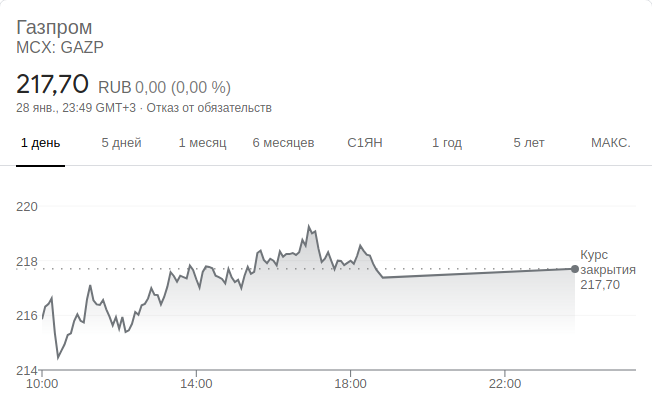 Газпром
MCX: GAZP
217,70 RUB 0,00 (0,00 %)
28 янв., 23:49 GMT+3 · Отказ от обязательств
1 день 5 дней 1 месяц 6 месяцев С1ЯН 1 год 5 лет МАКС.
220
218
216
214
Курс
закрытия
217,70
10:00 14:00 18:00 22:00